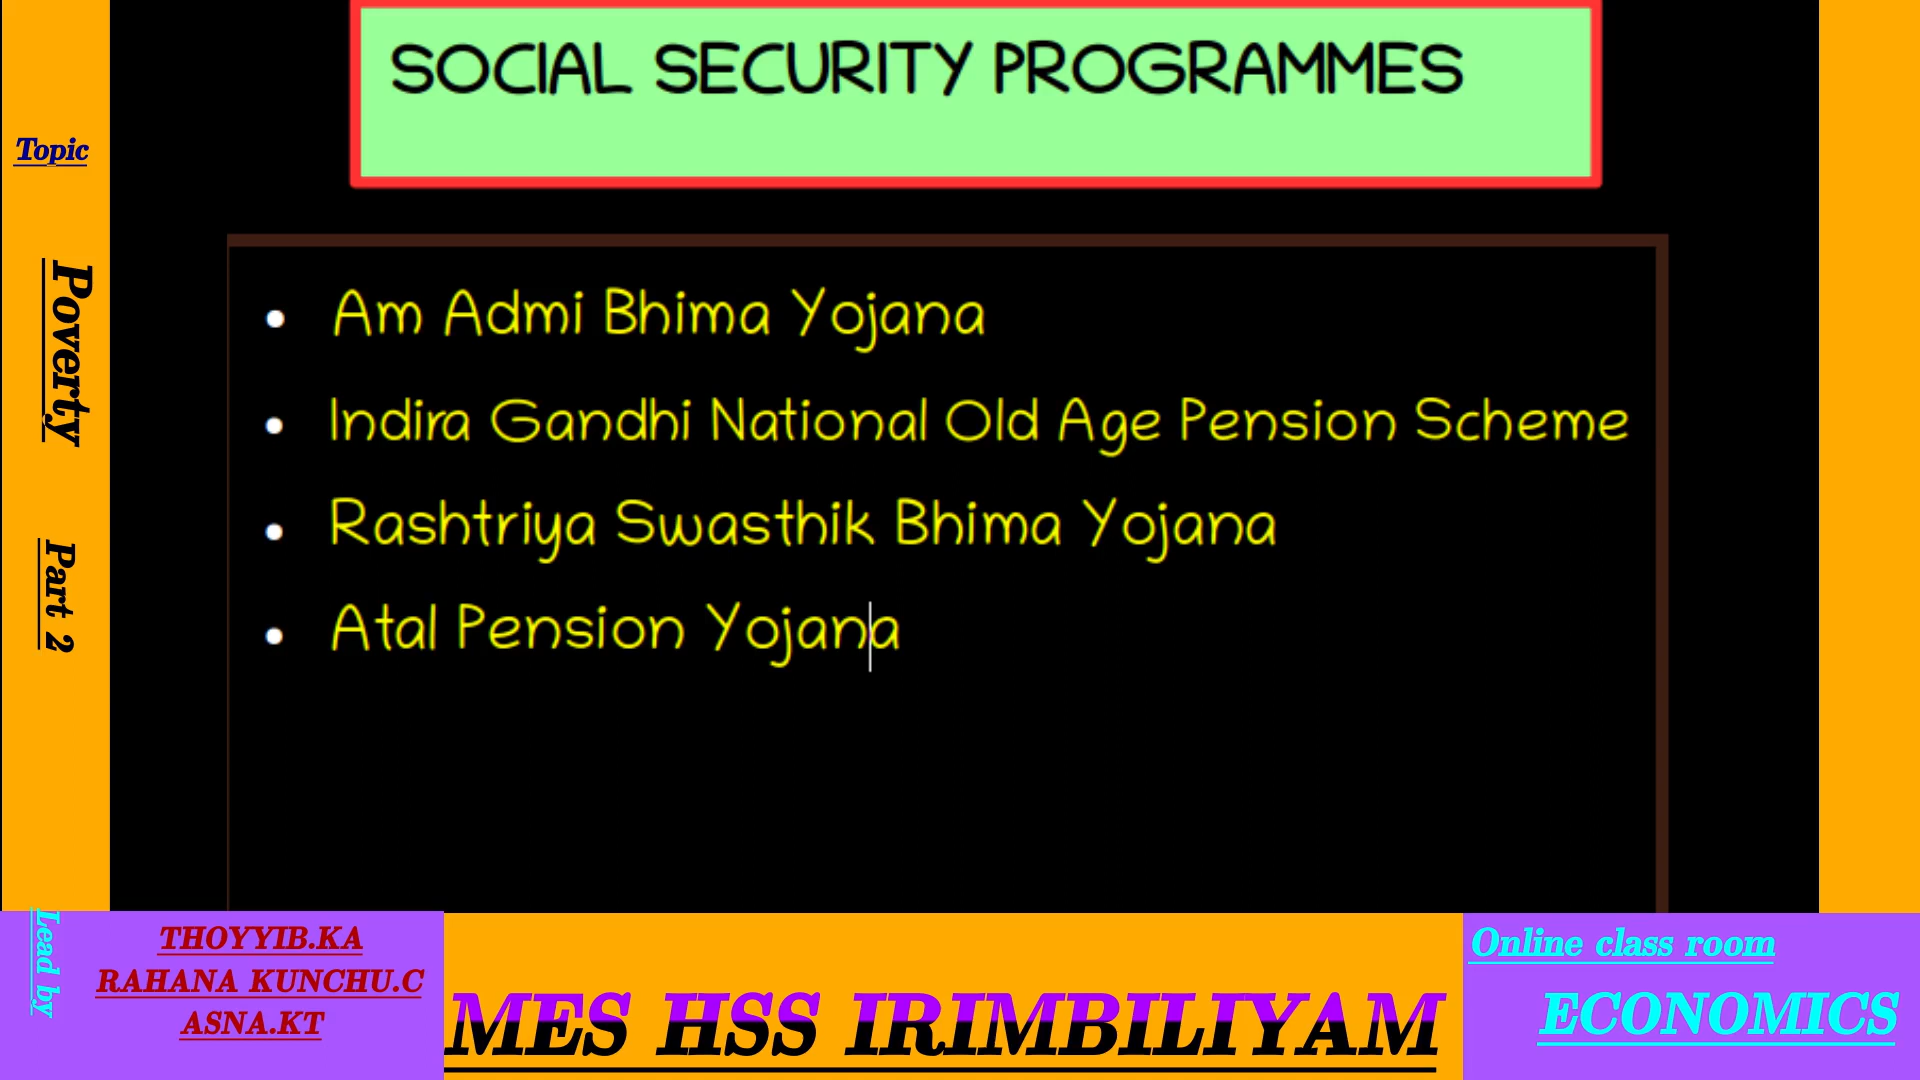 SOCIAL SECURITY PROGRAMMES
Topic
Poverty
Part 2
• Am Admi Bhima Yojana
• Indira Gandhi National Old Age Pension Scheme
• Rashtriya Swasthik Bhima Yojana
• Atal Pension Yojana
Lead by
THOYYIB.KA
RAHANA KUNCHU.C
ASNA.KT
MES HSS IRIMBILIYAM
Online class room
ECONOMICS